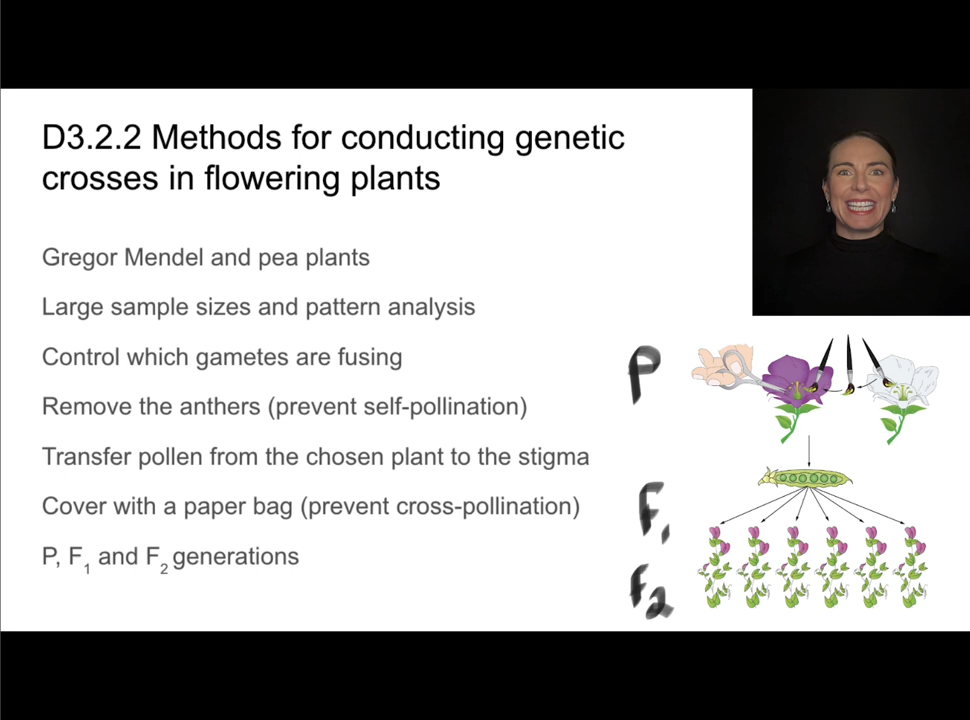 D3.2.2 Methods for conducting genetic
crosses in flowering plants
Gregor Mendel and pea plants
Large sample sizes and pattern analysis
Control which gametes are fusing
Remove the anthers (prevent self-pollination)
Transfer pollen from the chosen plant to the stigma
Cover with a paper bag (prevent cross-pollination)
P, F₁ and F₂ generations
P
F₁
F₂